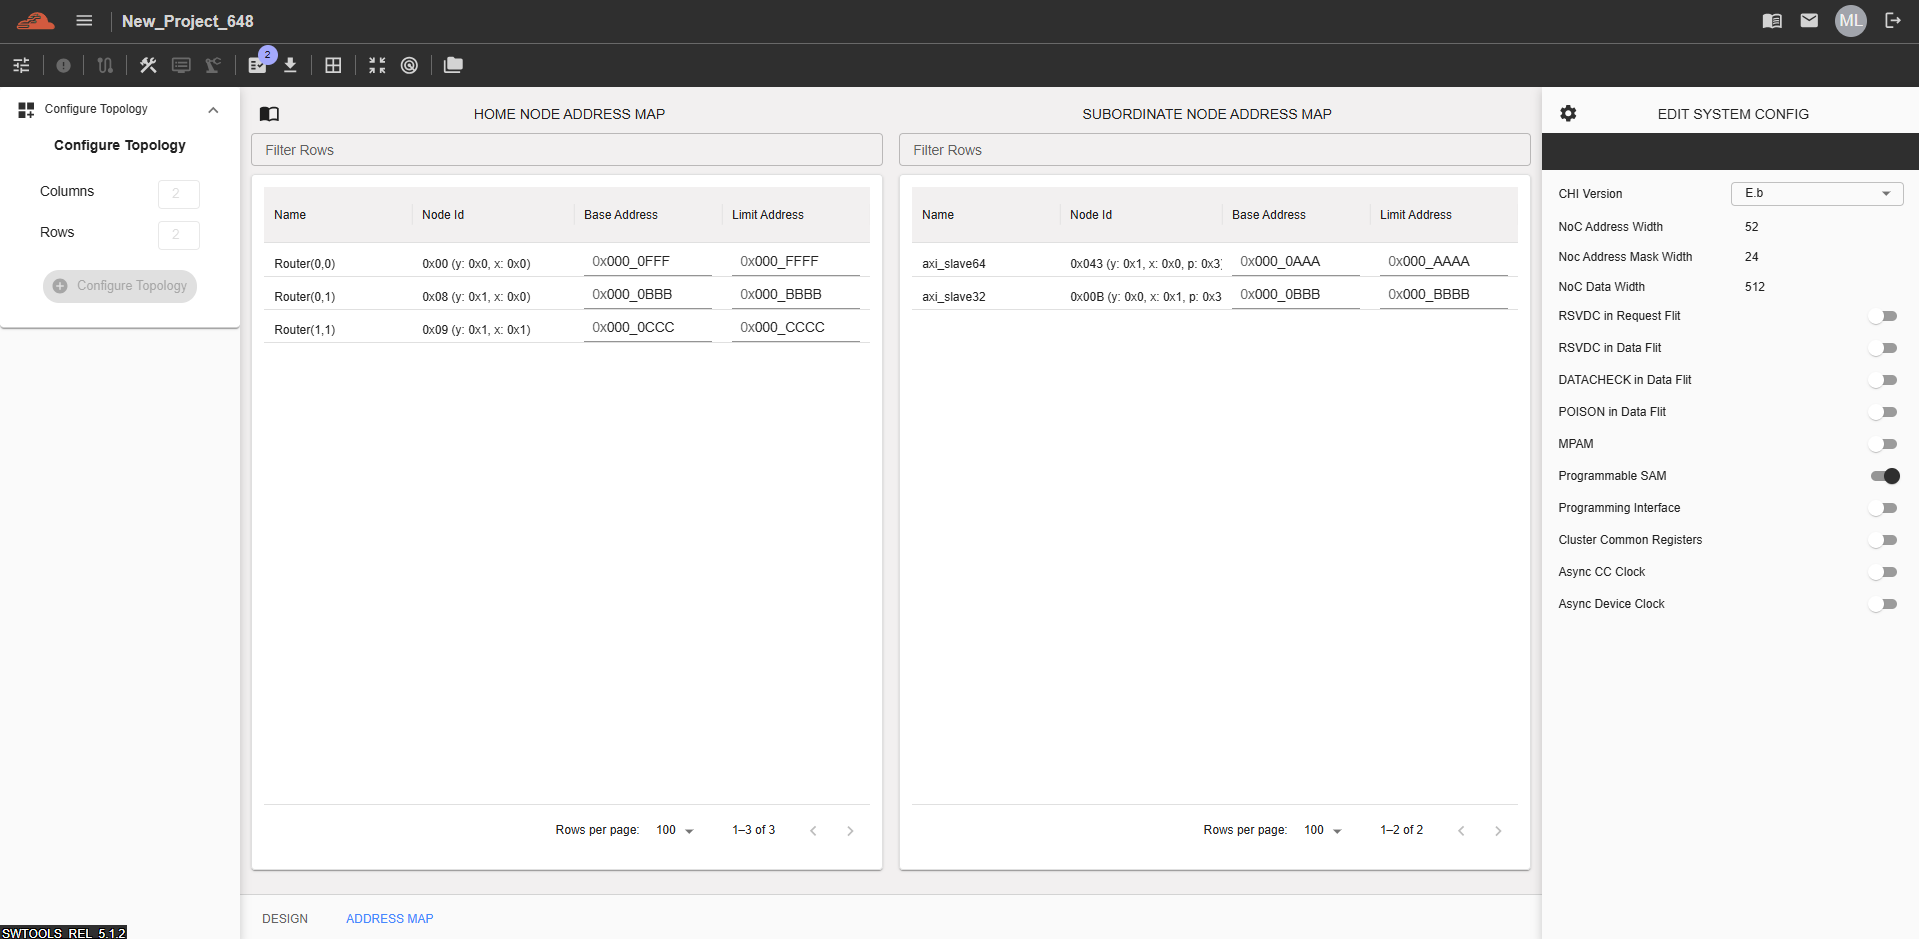 New_Project_648
ML
2
Configure Topology
Configure Topology
Columns 2
Rows 2
Configure Topology
HOME NODE ADDRESS MAP
Filter Rows
Name Node Id Base Address Limit Address
Router(0,0) 0x00 (y: 0x0, x: 0x0) 0x000_0FFF 0x000_FFFF
Router(0,1) 0x08 (y: 0x1, x: 0x0) 0x000_0BBB 0x000_BBBB
Router(1,1) 0x09 (y: 0x1, x: 0x1) 0x000_0CCC 0x000_CCCC
Rows per page: 100 1–3 of 3
SUBORDINATE NODE ADDRESS MAP
Filter Rows
Name Node Id Base Address Limit Address
axi_slave64 0x043 (y: 0x1, x: 0x0, p: 0x3 0x000_0AAA 0x000_AAAA
axi_slave32 0x00B (y: 0x0, x: 0x1, p: 0x3 0x000_0BBB 0x000_BBBB
Rows per page: 100 1–2 of 2
EDIT SYSTEM CONFIG
CHI Version E.b
NoC Address Width 52
Noc Address Mask Width 24
NoC Data Width 512
RSVDC in Request Flit
RSVDC in Data Flit
DATACHECK in Data Flit
POISON in Data Flit
MPAM
Programmable SAM
Programming Interface
Cluster Common Registers
Async CC Clock
Async Device Clock
DESIGN ADDRESS MAP
SWTOOLS_REL_5.1.2